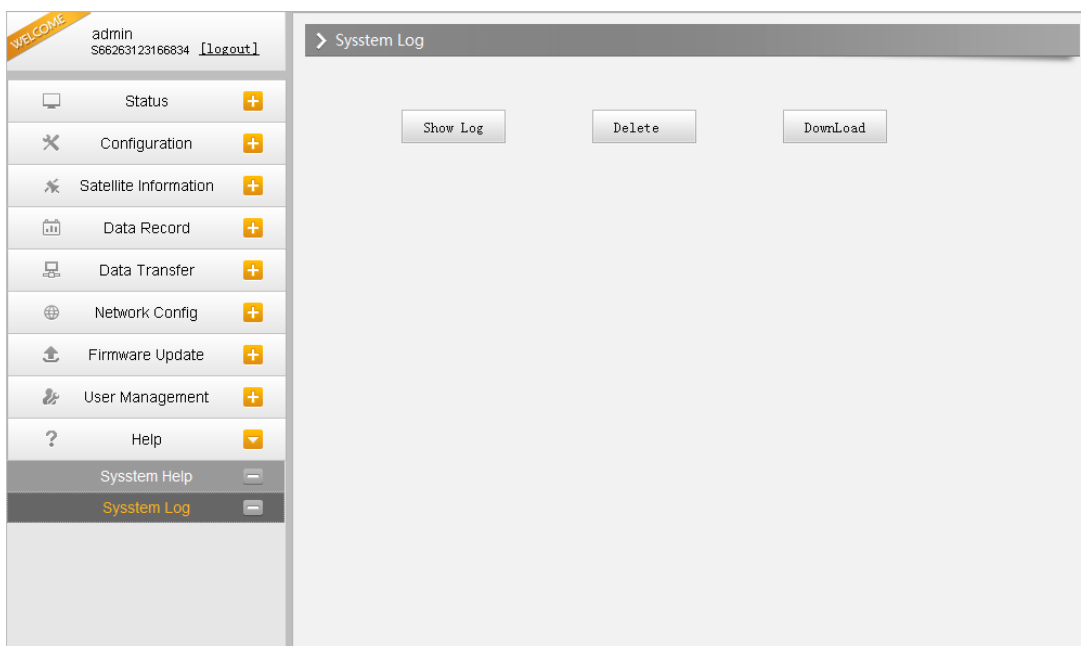 WELCOME
admin
S66263123166834 [logout]
Status
Configuration
Satellite Information
Data Record
Data Transfer
Network Config
Firmware Update
User Management
Help
Sysstem Help
Sysstem Log
Sysstem Log
Show Log
Delete
DownLoad